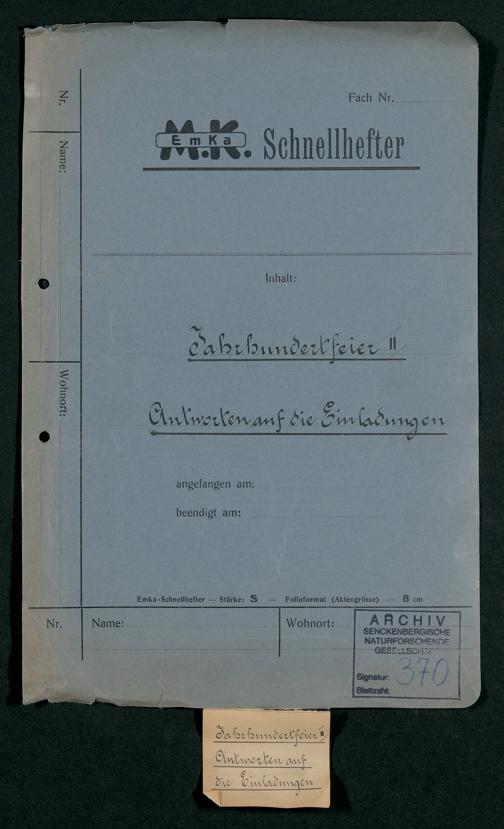 Fach Nr.
M.K.
EmKa
Schnellhefter
Nr.
Name:
Wohnort:
Inhalt:
Jahrhundertfeier II
Antworten auf die Einladungen
angefangen am:
beendigt am:
Emka-Schnellhefter — Stärke: S — Folioformat (Aktengrösse) — 8 cm
Nr.
Name:
Wohnort:
ARCHIV
SENCKENBERGISCHE
NATURFORSCHENDE
GESELLSCHAFT
Signatur: 370
Blattzahl:
Jahrhundertfeier II
Antworten auf
die Einladungen